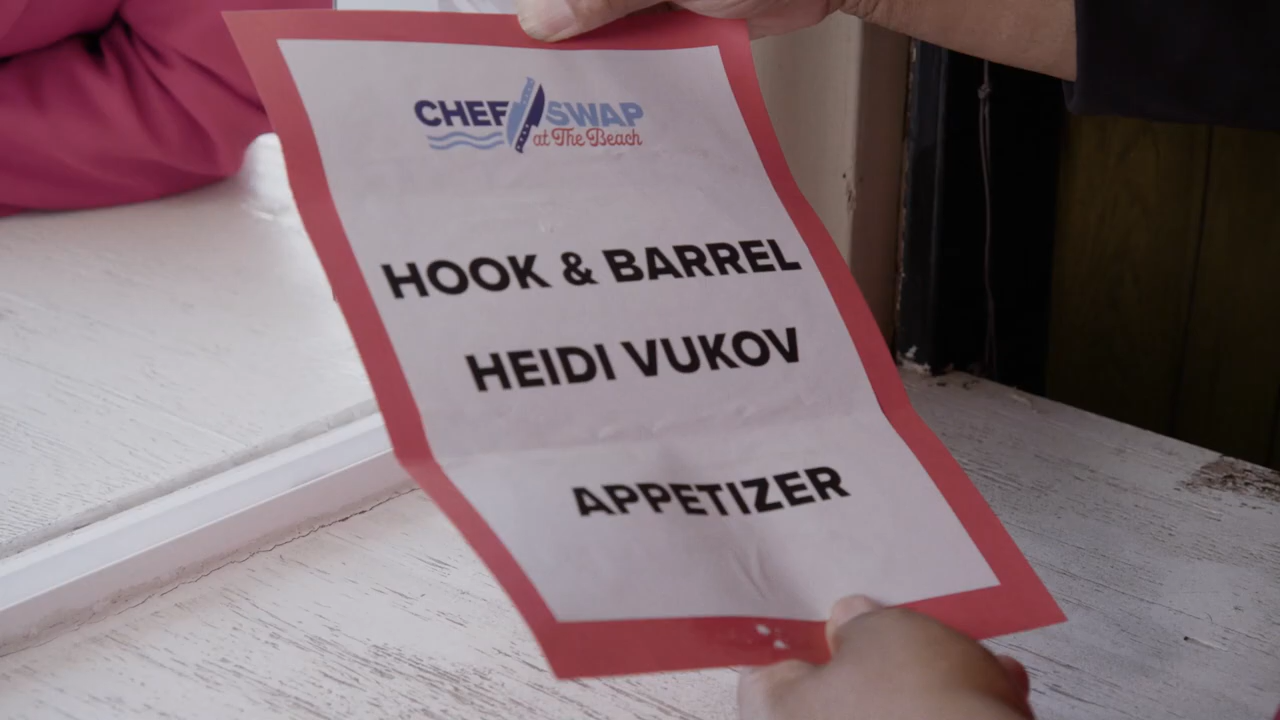 CHEF SWAP
at The Beach
HOOK & BARREL
HEIDI VUKOV
APPETIZER